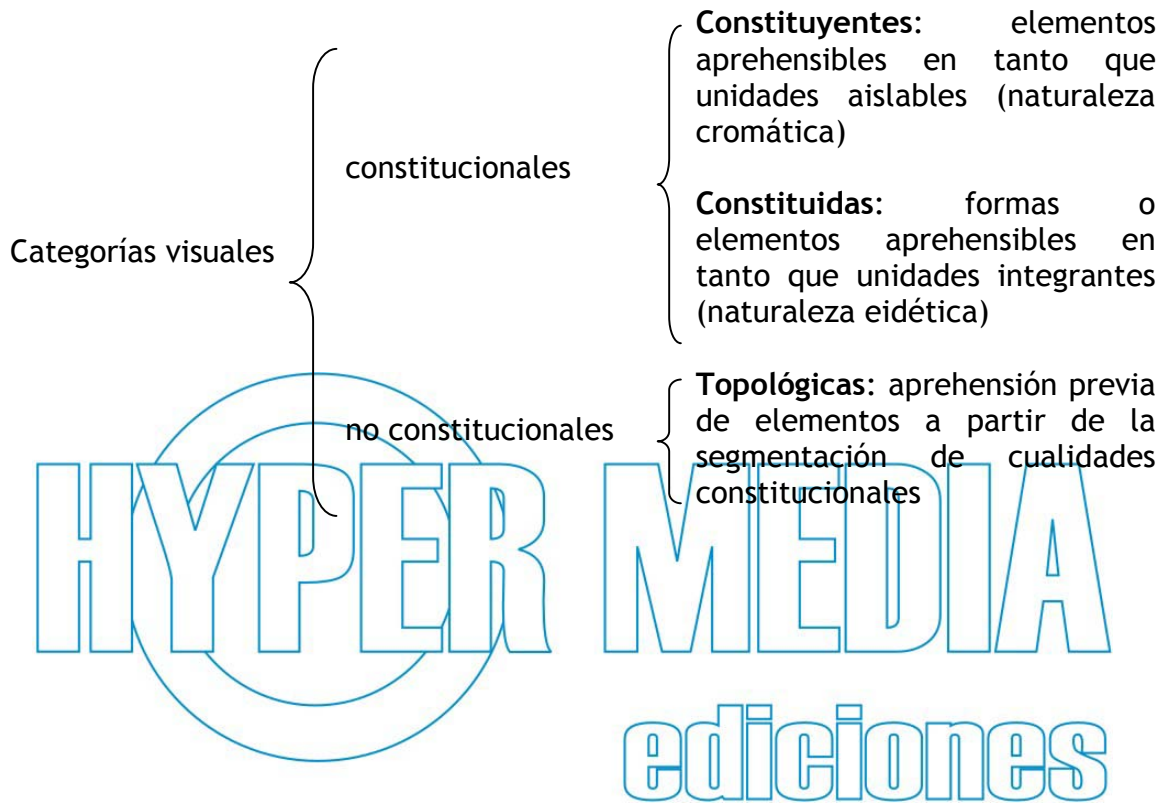 Categorías visuales
constitucionales
Constituyentes: elementos
aprehensibles en tanto que
unidades aislables (naturaleza
cromática)
Constituidas: formas o
elementos aprehensibles en
tanto que unidades integrantes
(naturaleza eidética)
no constitucionales
Topológicas: aprehensión previa
de elementos a partir de la
segmentación de cualidades
constitucionales
HYPER MEDIA
ediciones